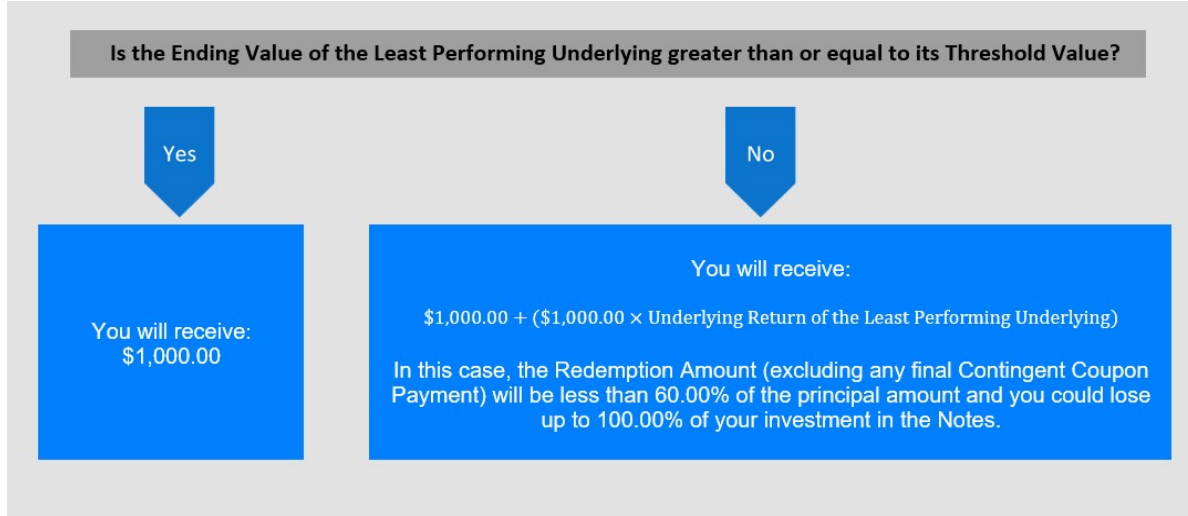 Is the Ending Value of the Least Performing Underlying greater than or equal to its Threshold Value?
Yes
No
You will receive:
$1,000.00
You will receive:
$1,000.00 + ($1,000.00 × Underlying Return of the Least Performing Underlying)
In this case, the Redemption Amount (excluding any final Contingent Coupon
Payment) will be less than 60.00% of the principal amount and you could lose
up to 100.00% of your investment in the Notes.